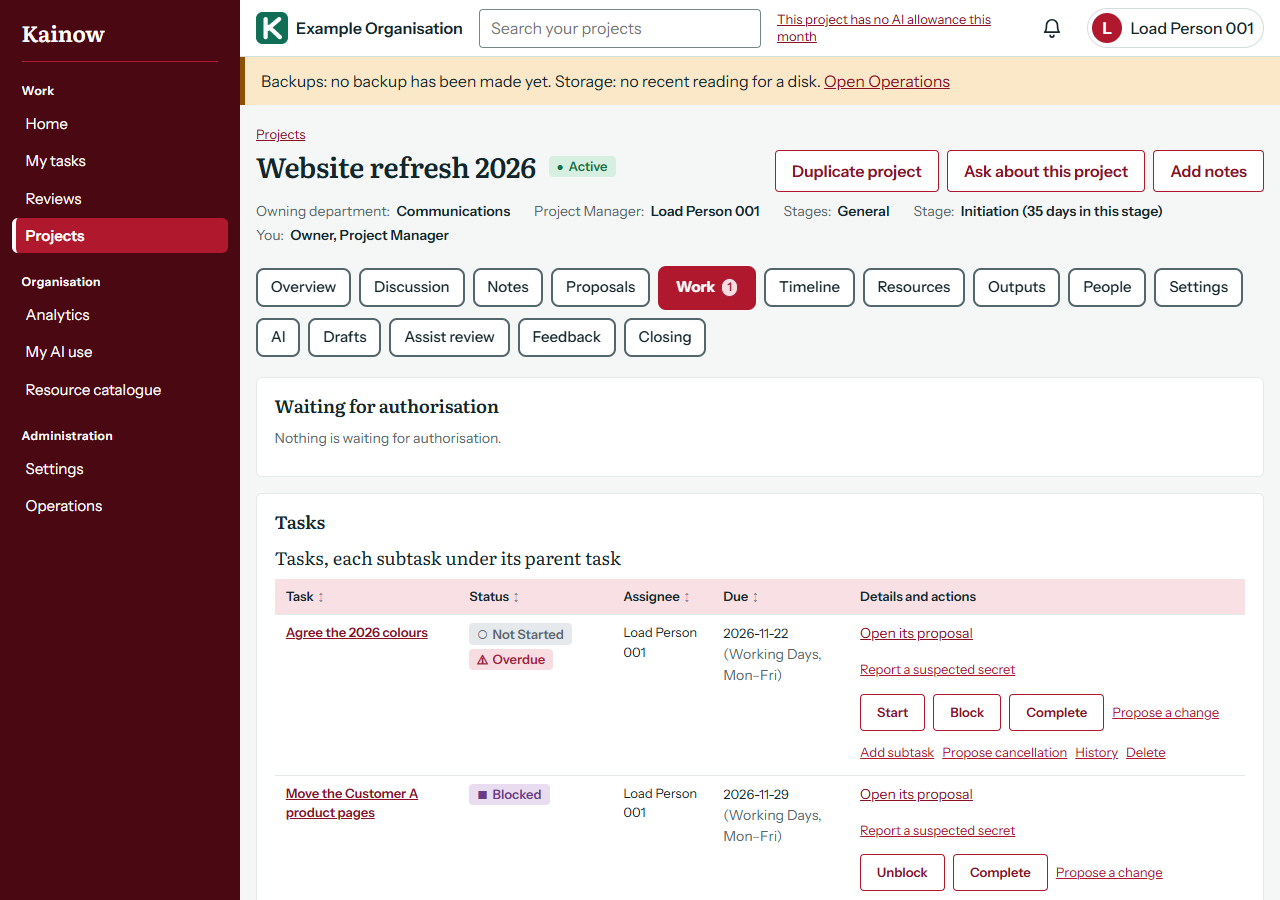 Kainow
Work
Home
My tasks
Reviews
Projects
Organisation
Analytics
My AI use
Resource catalogue
Administration
Settings
Operations
K
Example Organisation
Search your projects
This project has no AI allowance this
month
L
Load Person 001
Backups: no backup has been made yet. Storage: no recent reading for a disk. Open Operations
Projects
Website refresh 2026
● Active
Duplicate project
Ask about this project
Add notes
Owning department: Communications
Project Manager: Load Person 001
Stages: General
Stage: Initiation (35 days in this stage)
You: Owner, Project Manager
Overview
Discussion
Notes
Proposals
Work 1
Timeline
Resources
Outputs
People
Settings
AI
Drafts
Assist review
Feedback
Closing
Waiting for authorisation
Nothing is waiting for authorisation.
Tasks
Tasks, each subtask under its parent task
Task ↕
Status ↕
Assignee ↕
Due ↕
Details and actions
Agree the 2026 colours
○ Not Started
⚠ Overdue
Load Person
001
2026-11-22
(Working Days,
Mon–Fri)
Open its proposal
Report a suspected secret
Start
Block
Complete
Propose a change
Add subtask
Propose cancellation
History
Delete
Move the Customer A
product pages
■ Blocked
Load Person
001
2026-11-29
(Working Days,
Mon–Fri)
Open its proposal
Report a suspected secret
Unblock
Complete
Propose a change